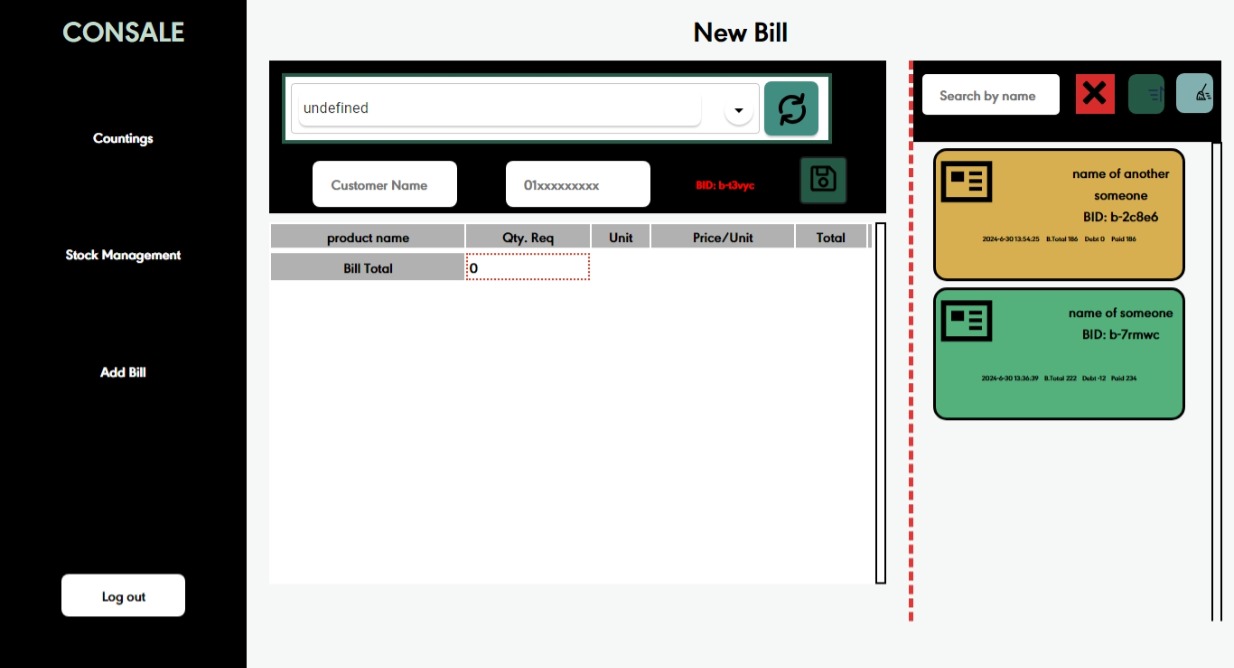 CONSALE
Countings
Stock Management
Add Bill
Log out
New Bill
undefined
Customer Name
01xxxxxxxxx
BID: b-t3vyc
product name Qty. Req Unit Price/Unit Total
Bill Total 0
Search by name
name of another
someone
BID: b-2c8e6
2024-6-30 13:54:25 B.Total 186 Debt 0 Paid 186
name of someone
BID: b-7rmwc
2024-6-30 13:36:39 B.Total 222 Debt -12 Paid 234